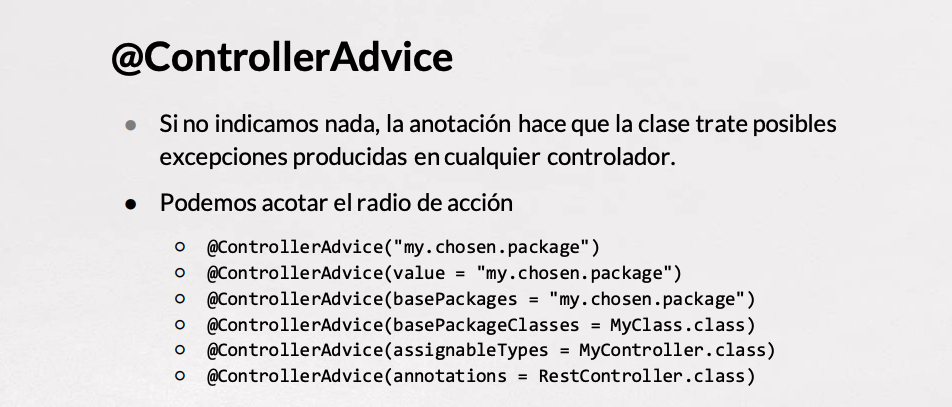 @ControllerAdvice
● Si no indicamos nada, la anotación hace que la clase trate posibles
excepciones producidas en cualquier controlador.
● Podemos acotar el radio de acción
○ @ControllerAdvice("my.chosen.package")
○ @ControllerAdvice(value = "my.chosen.package")
○ @ControllerAdvice(basePackages = "my.chosen.package")
○ @ControllerAdvice(basePackageClasses = MyClass.class)
○ @ControllerAdvice(assignableTypes = MyController.class)
○ @ControllerAdvice(annotations = RestController.class)